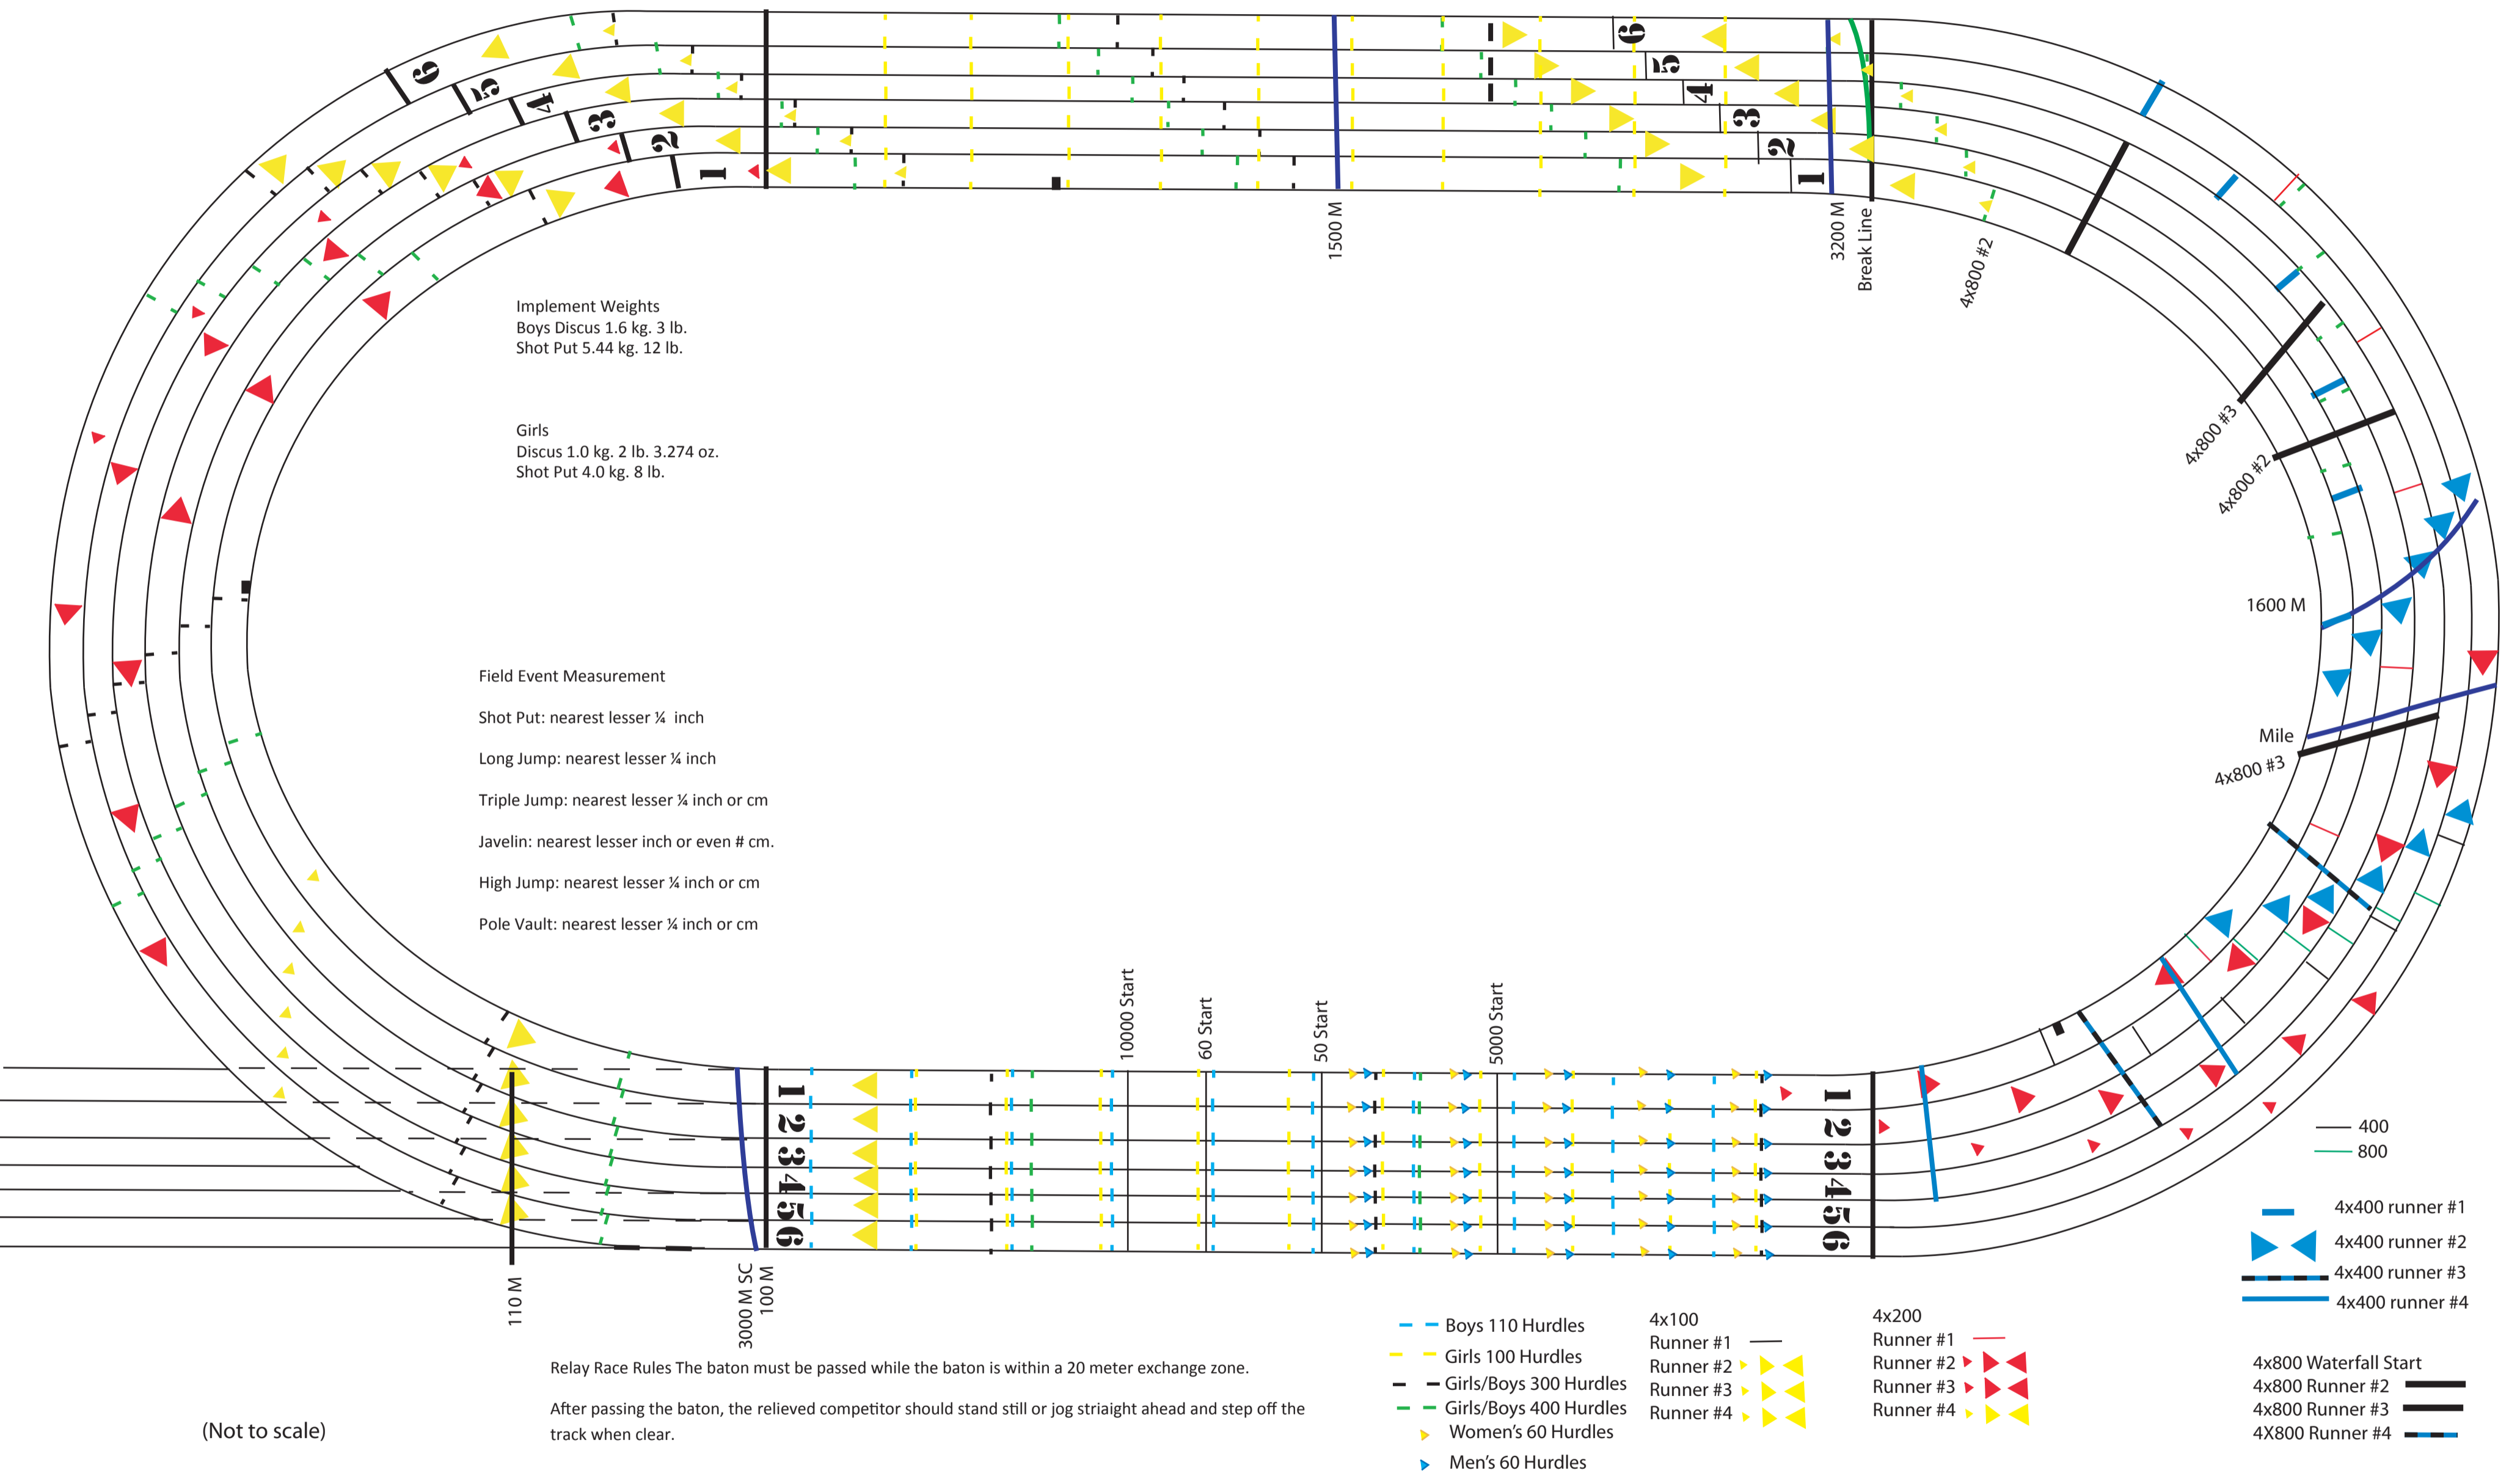 6
5
4
3
2
1
6
5
4
3
2
1
1500 M
3200 M
Break Line
4x800 #2
Implement Weights
Boys Discus 1.6 kg. 3 lb.
Shot Put 5.44 kg. 12 lb.
Girls
Discus 1.0 kg. 2 lb. 3.274 oz.
Shot Put 4.0 kg. 8 lb.
4x800 #3
4x800 #2
1600 M
Mile
4x800 #3
Field Event Measurement
Shot Put: nearest lesser ¼ inch
Long Jump: nearest lesser ¼ inch
Triple Jump: nearest lesser ¼ inch or cm
Javelin: nearest lesser inch or even # cm.
High Jump: nearest lesser ¼ inch or cm
Pole Vault: nearest lesser ¼ inch or cm
10000 Start
60 Start
50 Start
5000 Start
1
2
3
4
5
6
1
2
3
4
5
6
110 M
3000 M SC
100 M
400
800
4x400 runner #1
4x400 runner #2
4x400 runner #3
4x400 runner #4
Boys 110 Hurdles
Girls 100 Hurdles
Girls/Boys 300 Hurdles
Girls/Boys 400 Hurdles
Women's 60 Hurdles
Men's 60 Hurdles
4x100
Runner #1
Runner #2
Runner #3
Runner #4
4x200
Runner #1
Runner #2
Runner #3
Runner #4
4x800 Waterfall Start
4x800 Runner #2
4x800 Runner #3
4X800 Runner #4
Relay Race Rules The baton must be passed while the baton is within a 20 meter exchange zone.
After passing the baton, the relieved competitor should stand still or jog striaight ahead and step off the
track when clear.
(Not to scale)